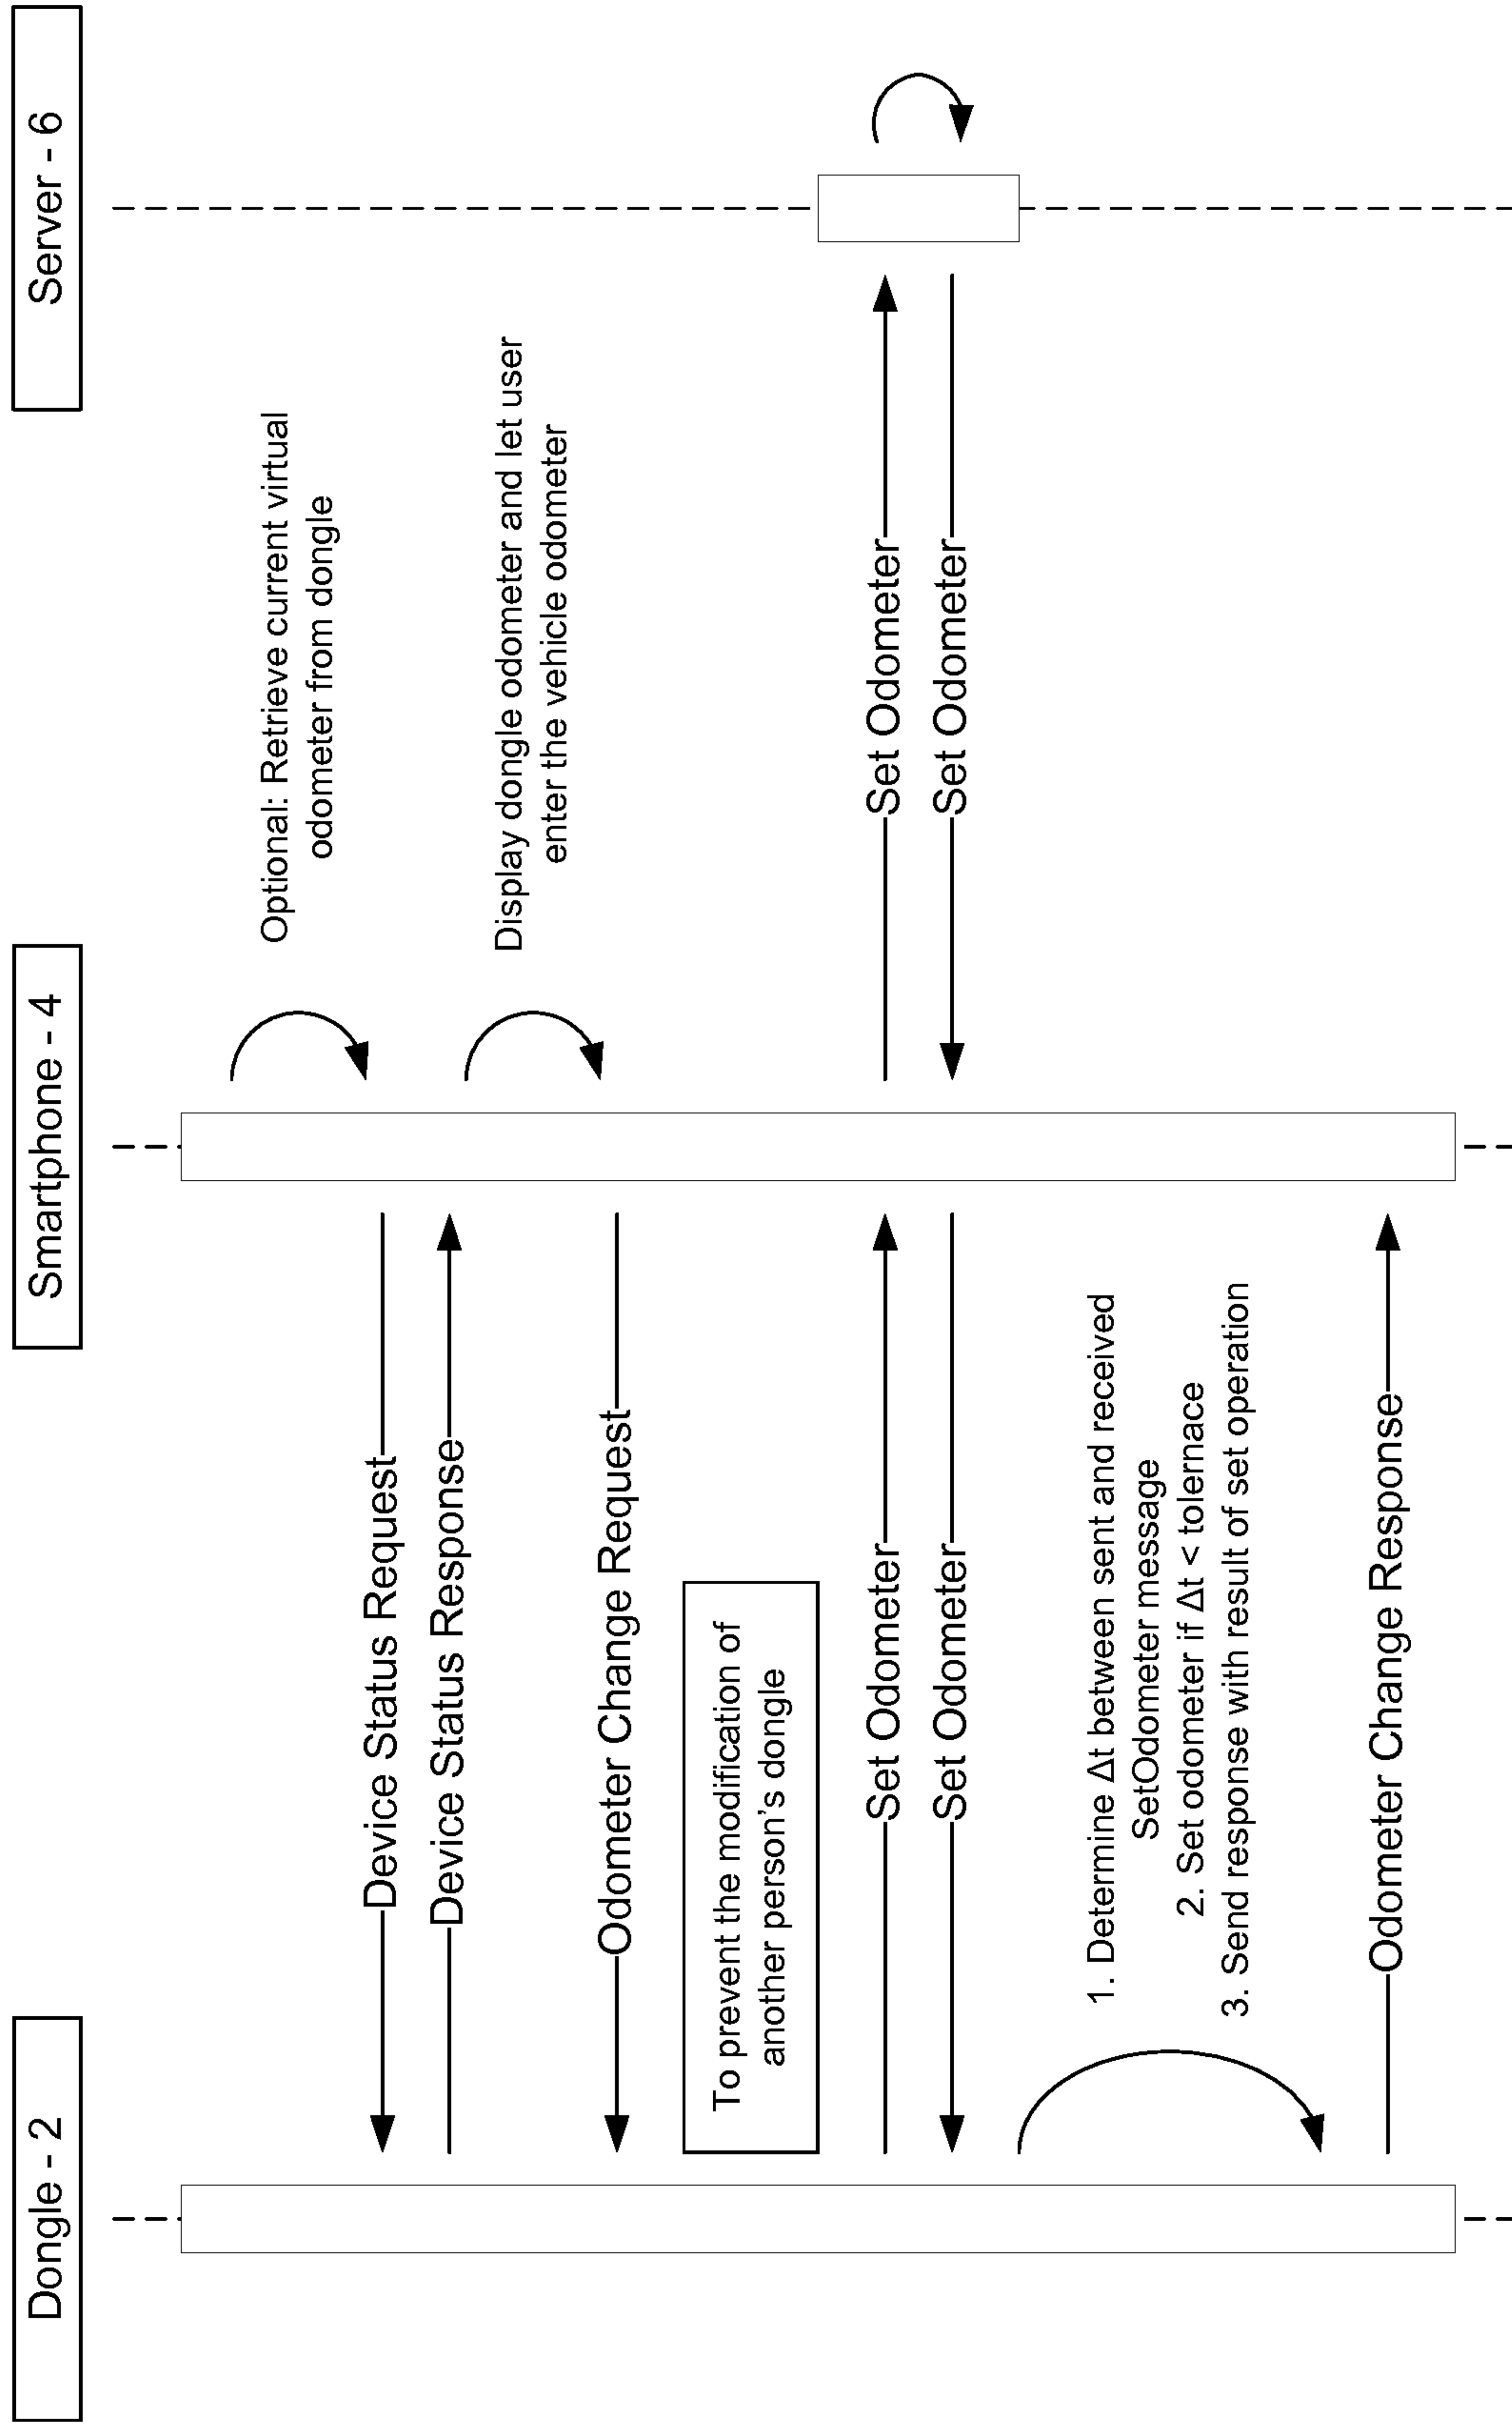 Dongle - 2
Smartphone - 4
Server - 6
Optional: Retrieve current virtual
odometer from dongle
Device Status Request
Device Status Response
Display dongle odometer and let user
enter the vehicle odometer
Odometer Change Request
To prevent the modification of
another person's dongle
Set Odometer
Set Odometer
Set Odometer
Set Odometer
1. Determine Δt between sent and received
SetOdometer message
2. Set odometer if Δt < tolernace
3. Send response with result of set operation
Odometer Change Response